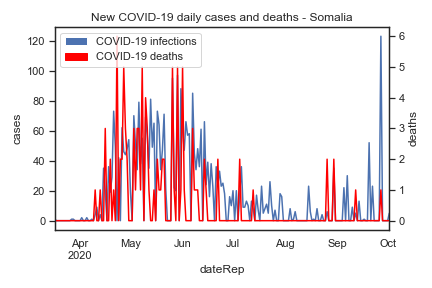 New COVID-19 daily cases and deaths - Somalia
COVID-19 infections
COVID-19 deaths
120
100
80
60
40
20
0
cases
6
5
4
3
2
1
0
deaths
Apr May Jun Jul Aug Sep Oct
2020
dateRep